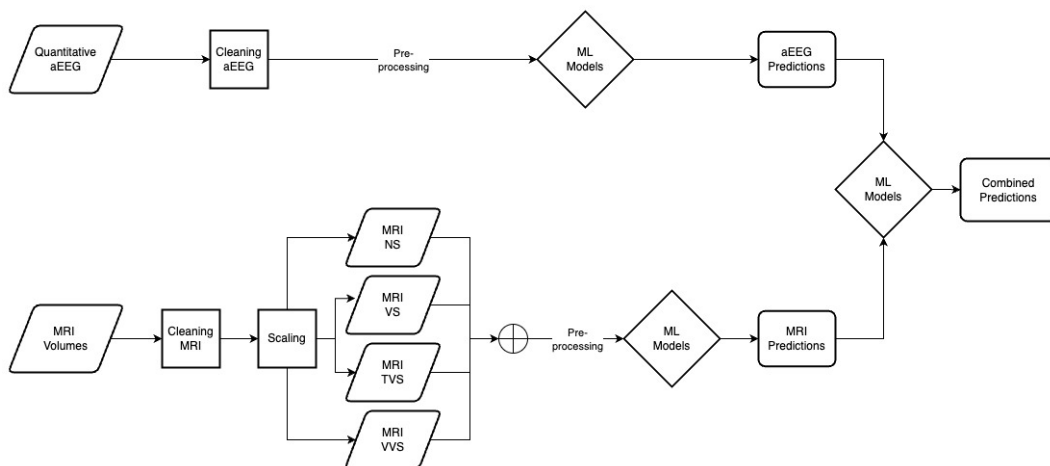 Quantitative
aEEG
Cleaning
aEEG
Pre-
processing
ML
Models
aEEG
Predictions
ML
Models
Combined
Predictions
MRI
NS
MRI
VS
MRI
Volumes
Cleaning
MRI
Scaling
Pre-
processing
ML
Models
MRI
Predictions
MRI
TVS
MRI
VVS